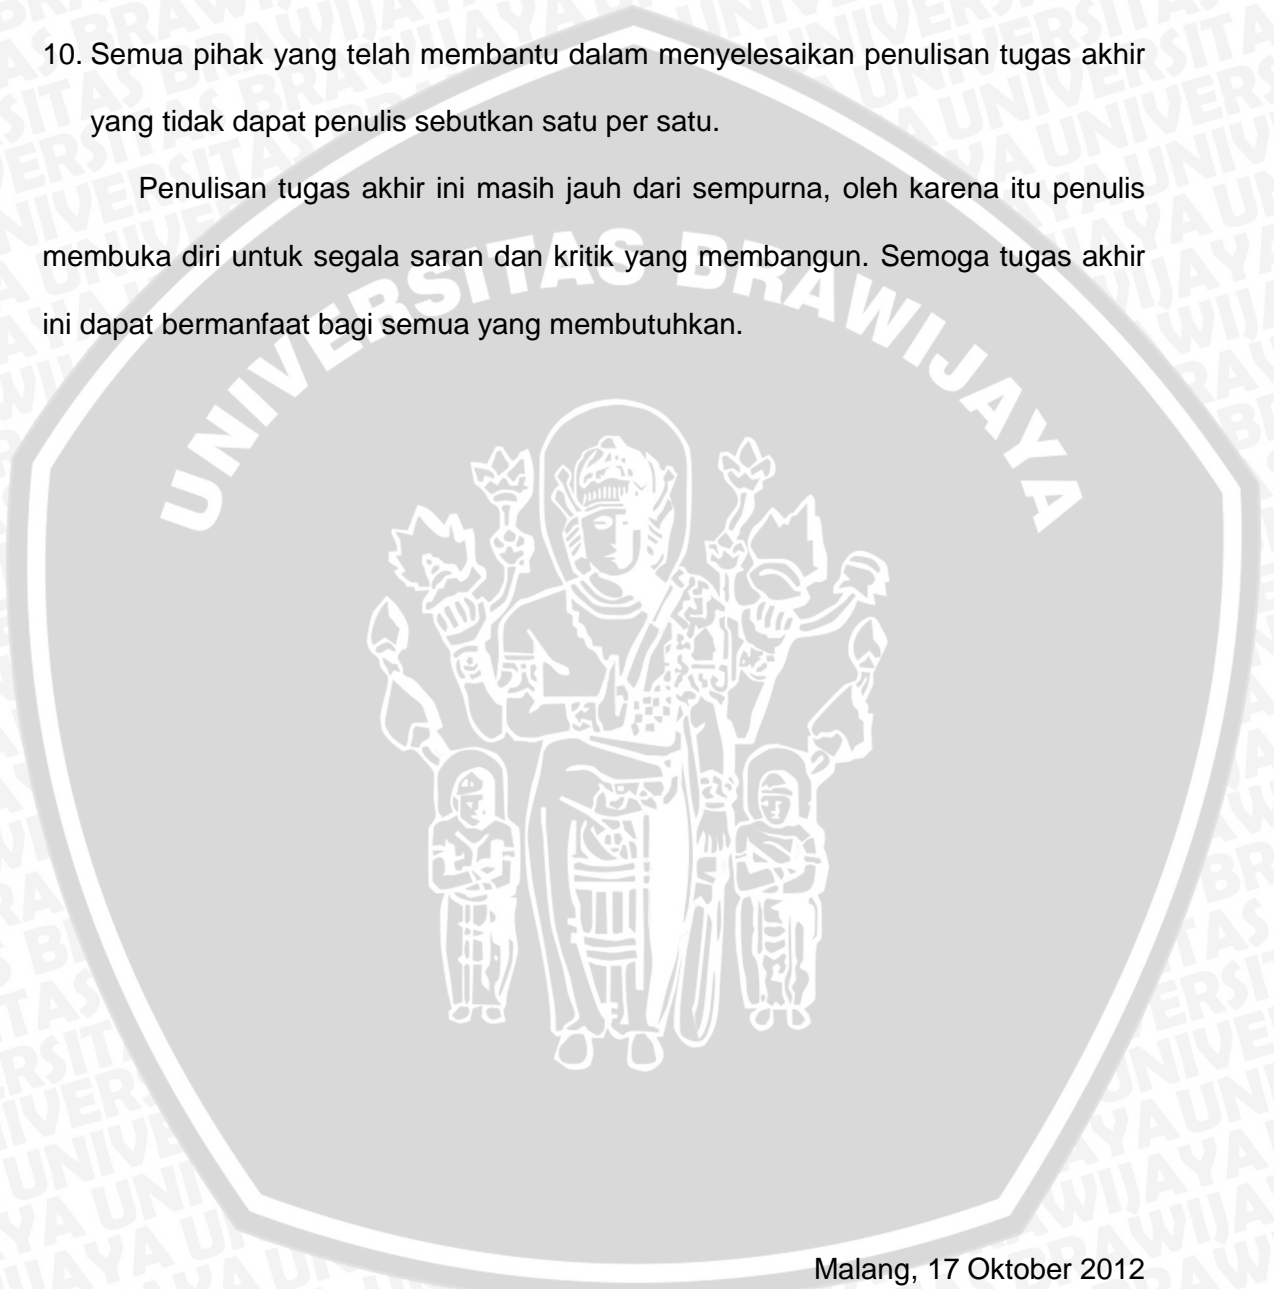 10. Semua pihak yang telah membantu dalam menyelesaikan penulisan tugas akhir
yang tidak dapat penulis sebutkan satu per satu.
Penulisan tugas akhir ini masih jauh dari sempurna, oleh karena itu penulis
membuka diri untuk segala saran dan kritik yang membangun. Semoga tugas akhir
ini dapat bermanfaat bagi semua yang membutuhkan.
UNIVERSITAS BRAWIJAYA
Malang, 17 Oktober 2012